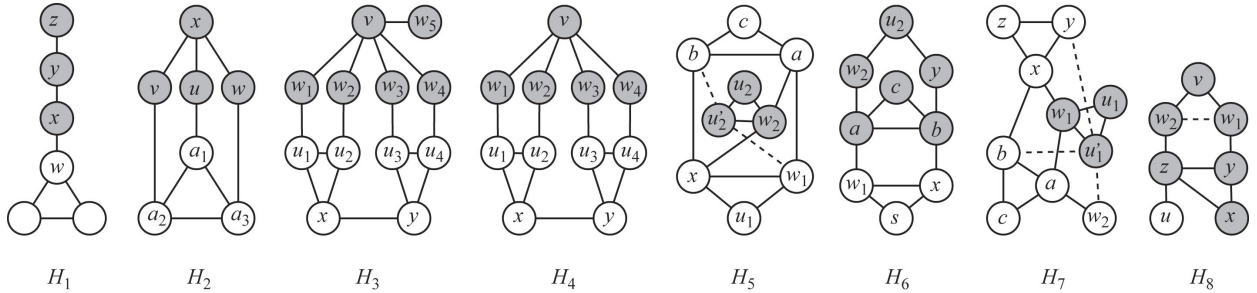 z
y
x
w
H₁
x
v u w
a₁
a₂ a₃
H₂
v w₅
w₁ w₂ w₃ w₄
u₁ u₂ u₃ u₄
x y
H₃
v
w₁ w₂ w₃ w₄
u₁ u₂ u₃ u₄
x y
H₄
c
b a
u₂
u₂′ w₂
x w₁
u₁
H₅
u₂
w₂ y
c
a b
w₁ x
s
H₆
z y
x
w₁ u₁
b u₁′
a
c w₂
H₇
v
w₂ w₁
z y
u x
H₈